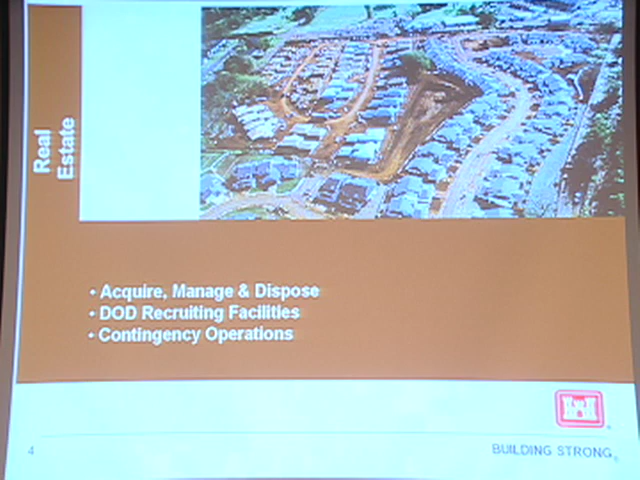 Real
Estate
• Acquire, Manage & Dispose
• DOD Recruiting Facilities
• Contingency Operations
4
BUILDING STRONG®